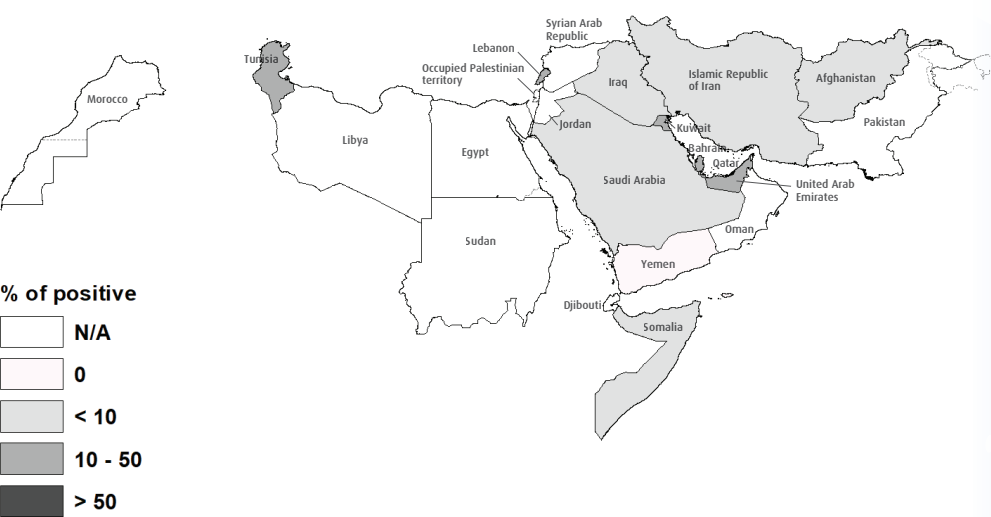 Syrian Arab
Republic
Lebanon
Tunisia
Occupied Palestinian
territory
Islamic Republic
of Iran
Afghanistan
Iraq
Morocco
Jordan
Kuwait
Pakistan
Libya
Egypt
Bahrain
Qatar
Saudi Arabia
United Arab
Emirates
Oman
Sudan
Yemen
Djibouti
Somalia
% of positive
N/A
0
< 10
10 - 50
> 50